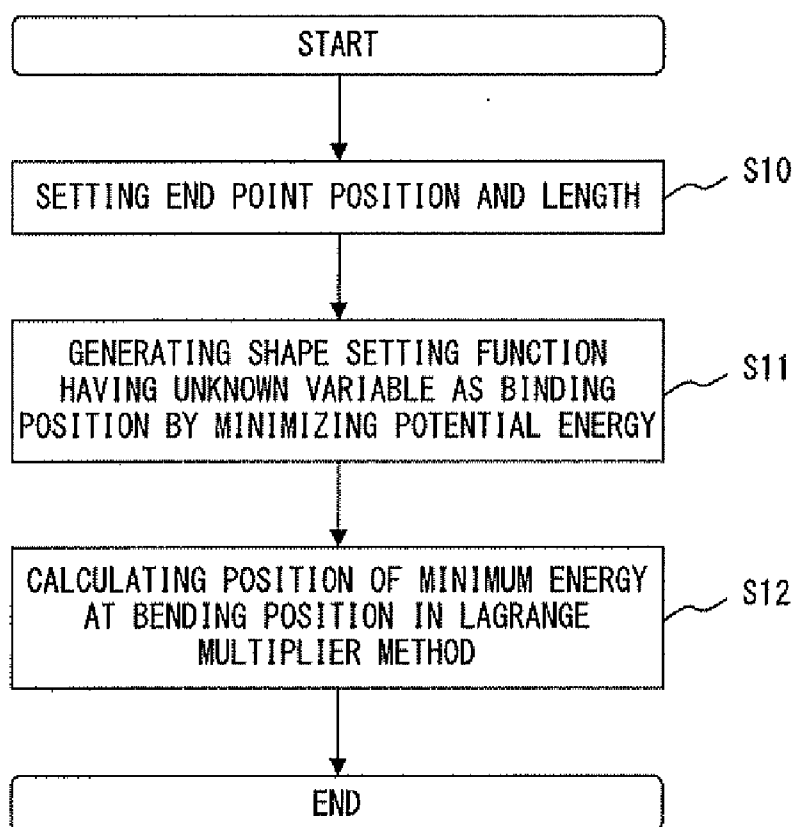 START
SETTING END POINT POSITION AND LENGTH
S10
GENERATING SHAPE SETTING FUNCTION
HAVING UNKNOWN VARIABLE AS BINDING
POSITION BY MINIMIZING POTENTIAL ENERGY
S11
CALCULATING POSITION OF MINIMUM ENERGY
AT BENDING POSITION IN LAGRANGE
MULTIPLIER METHOD
S12
END